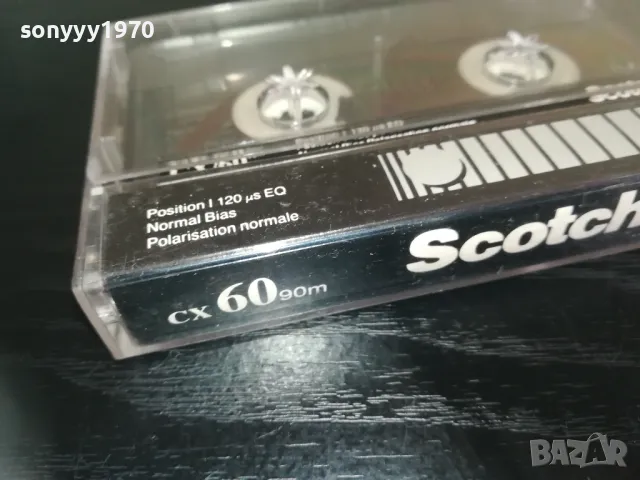 sonyyy1970
Position I 120 µs EQ
Normal Bias
Polarisation normale
Scotch
CX 60 90m
BAZAR